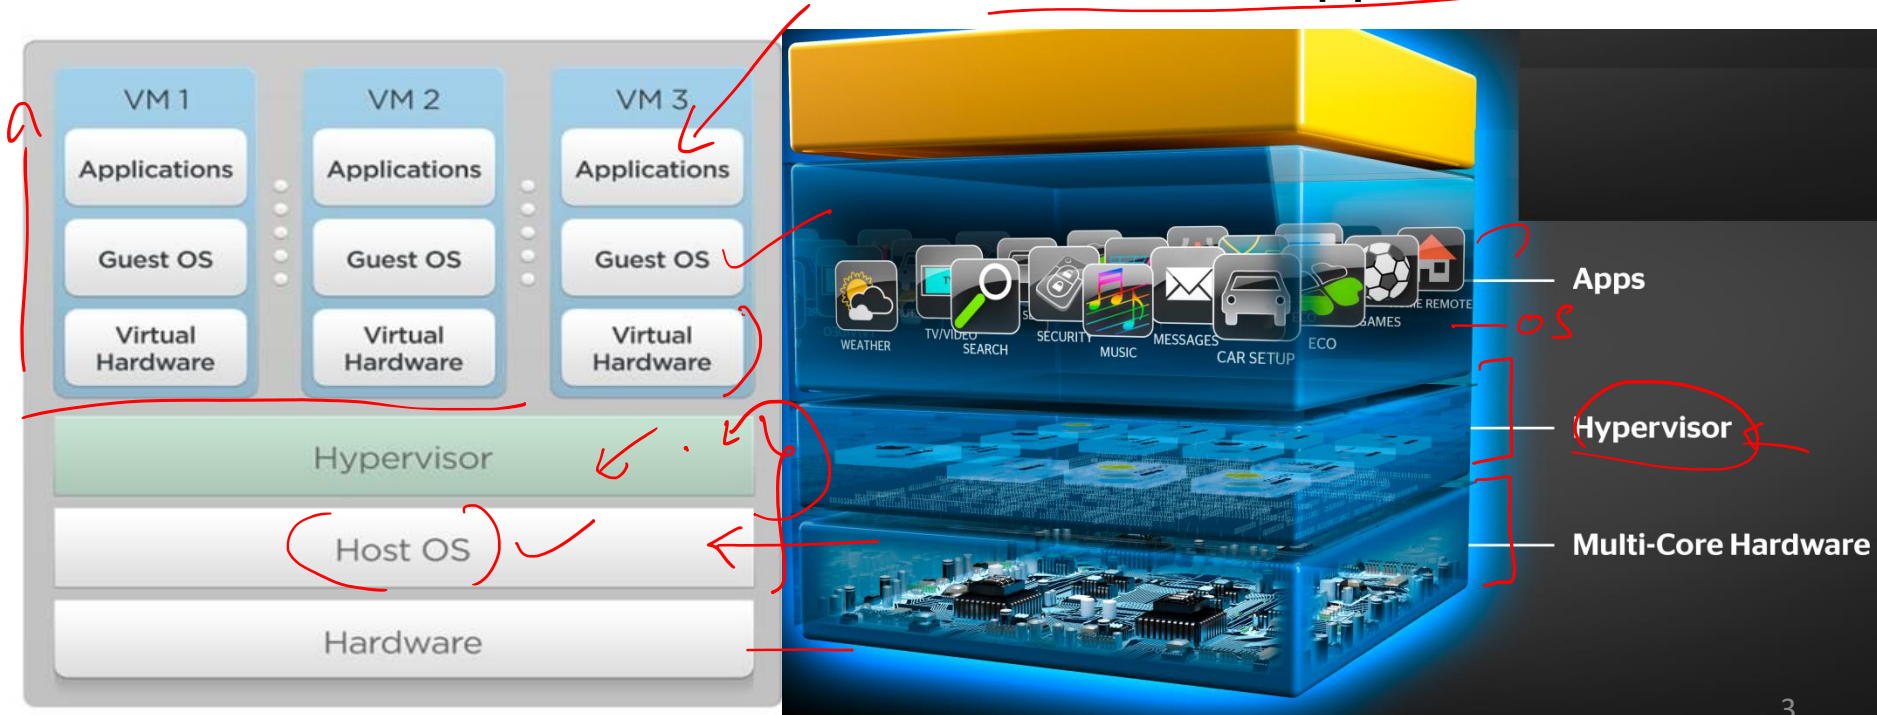 VM 1
VM 2
VM 3
Applications
Applications
Applications
Guest OS
Guest OS
Guest OS
Virtual
Hardware
Virtual
Hardware
Virtual
Hardware
Hypervisor
Host OS
Hardware
WEATHER
TV/VIDEO
SEARCH
SECURITY
MUSIC
MESSAGES
CAR SETUP
ECO
GAMES
REMOTE
Apps
OS
Hypervisor
Multi-Core Hardware
3